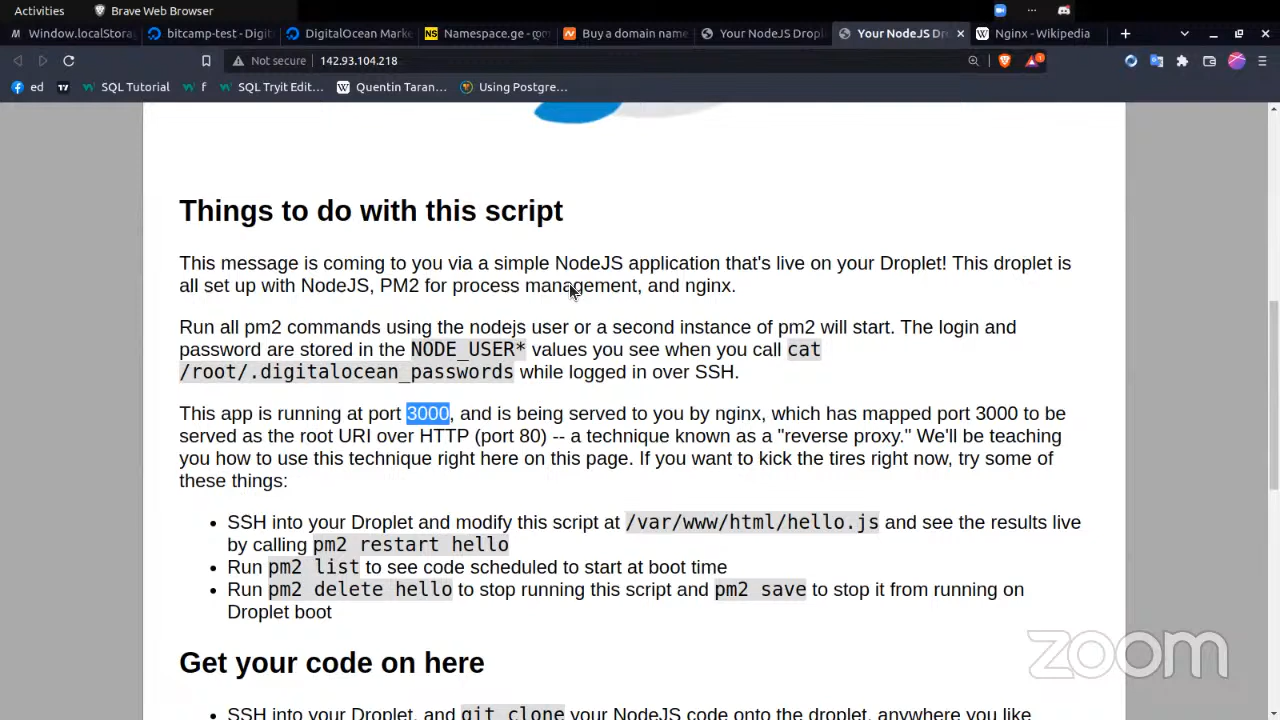 Activities Brave Web Browser
Window.localStora bitcamp-test - Digit DigitalOcean Marke Namespace.ge - დო Buy a domain name Your NodeJS Dropl Your NodeJS Dr Nginx - Wikipedia
Not secure 142.93.104.218
ed SQL Tutorial f SQL Tryit Edit... Quentin Taran... Using Postgre...
Things to do with this script
This message is coming to you via a simple NodeJS application that's live on your Droplet! This droplet is
all set up with NodeJS, PM2 for process management, and nginx.
Run all pm2 commands using the nodejs user or a second instance of pm2 will start. The login and
password are stored in the NODE_USER* values you see when you call cat
/root/.digitalocean_passwords while logged in over SSH.
This app is running at port 3000, and is being served to you by nginx, which has mapped port 3000 to be
served as the root URI over HTTP (port 80) -- a technique known as a "reverse proxy." We'll be teaching
you how to use this technique right here on this page. If you want to kick the tires right now, try some of
these things:
• SSH into your Droplet and modify this script at /var/www/html/hello.js and see the results live
by calling pm2 restart hello
• Run pm2 list to see code scheduled to start at boot time
• Run pm2 delete hello to stop running this script and pm2 save to stop it from running on
Droplet boot
zoom
Get your code on here
• SSH into your Droplet, and git clone your NodeJS code onto the droplet, anywhere you like